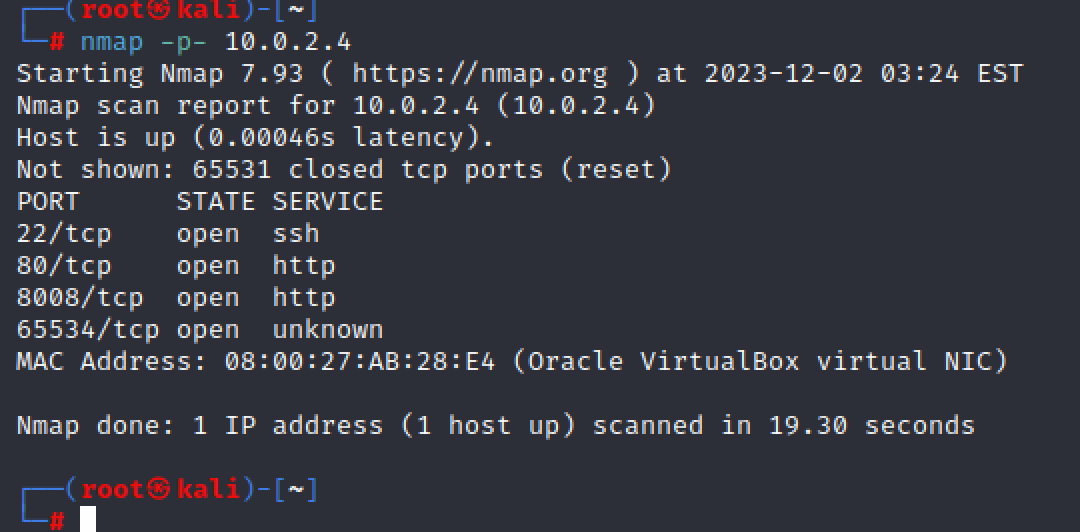 ┌──(root㉿kali)-[~]
└─# nmap -p- 10.0.2.4
Starting Nmap 7.93 ( https://nmap.org ) at 2023-12-02 03:24 EST
Nmap scan report for 10.0.2.4 (10.0.2.4)
Host is up (0.00046s latency).
Not shown: 65531 closed tcp ports (reset)
PORT      STATE SERVICE
22/tcp    open  ssh
80/tcp    open  http
8008/tcp  open  http
65534/tcp open  unknown
MAC Address: 08:00:27:AB:28:E4 (Oracle VirtualBox virtual NIC)
Nmap done: 1 IP address (1 host up) scanned in 19.30 seconds
┌──(root㉿kali)-[~]
└─#